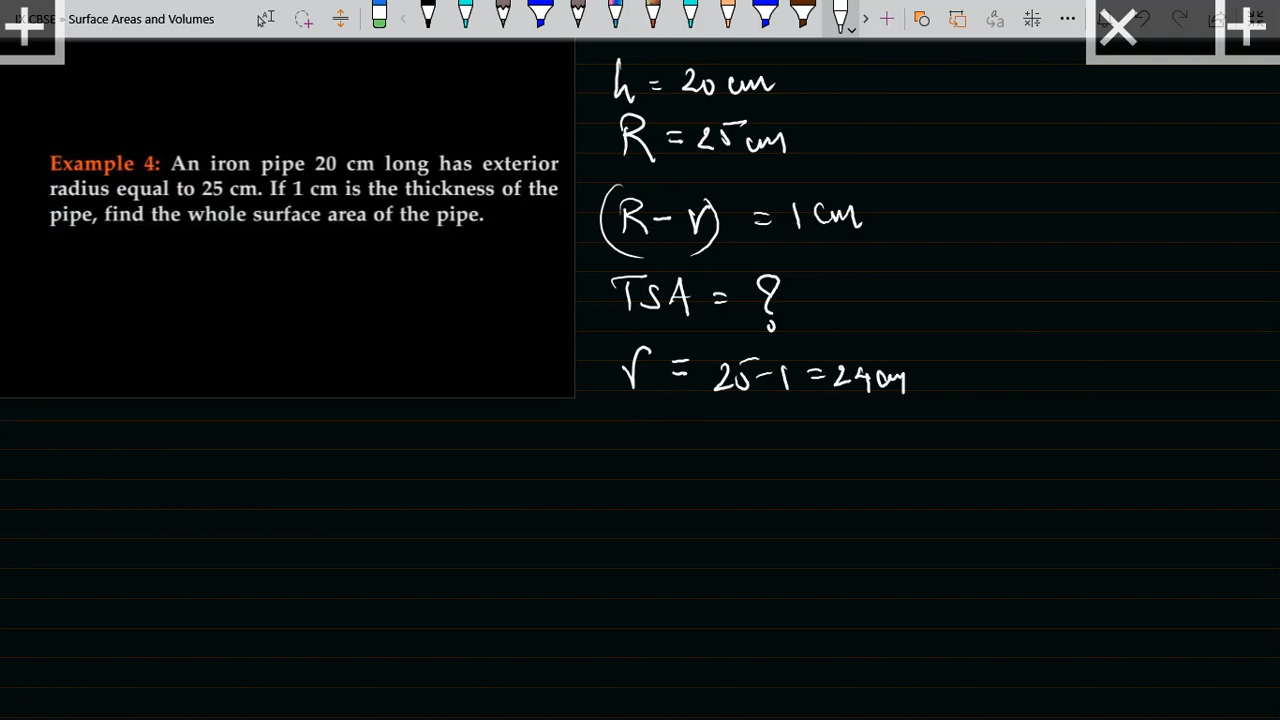 IX CBSE » Surface Areas and Volumes
Example 4: An iron pipe 20 cm long has exterior
radius equal to 25 cm. If 1 cm is the thickness of the
pipe, find the whole surface area of the pipe.
h = 20 cm
R = 25 cm
(R - r) = 1 cm
TSA = ?
r = 25 - 1 = 24 cm